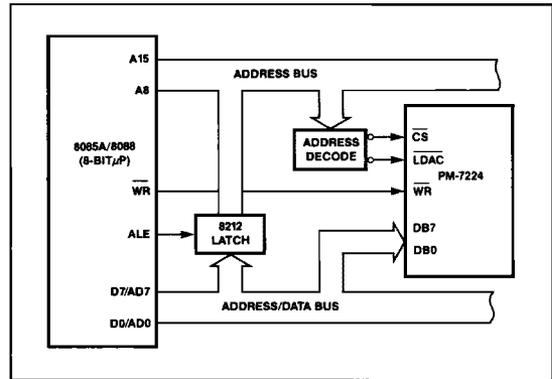 A15
ADDRESS BUS
A8
8085A/8088
(8-BIT µP)
ADDRESS
DECODE
CS
LDAC
PM-7224
WR
WR
8212
LATCH
ALE
DB7
DB0
D7/AD7
ADDRESS/DATA BUS
D0/AD0